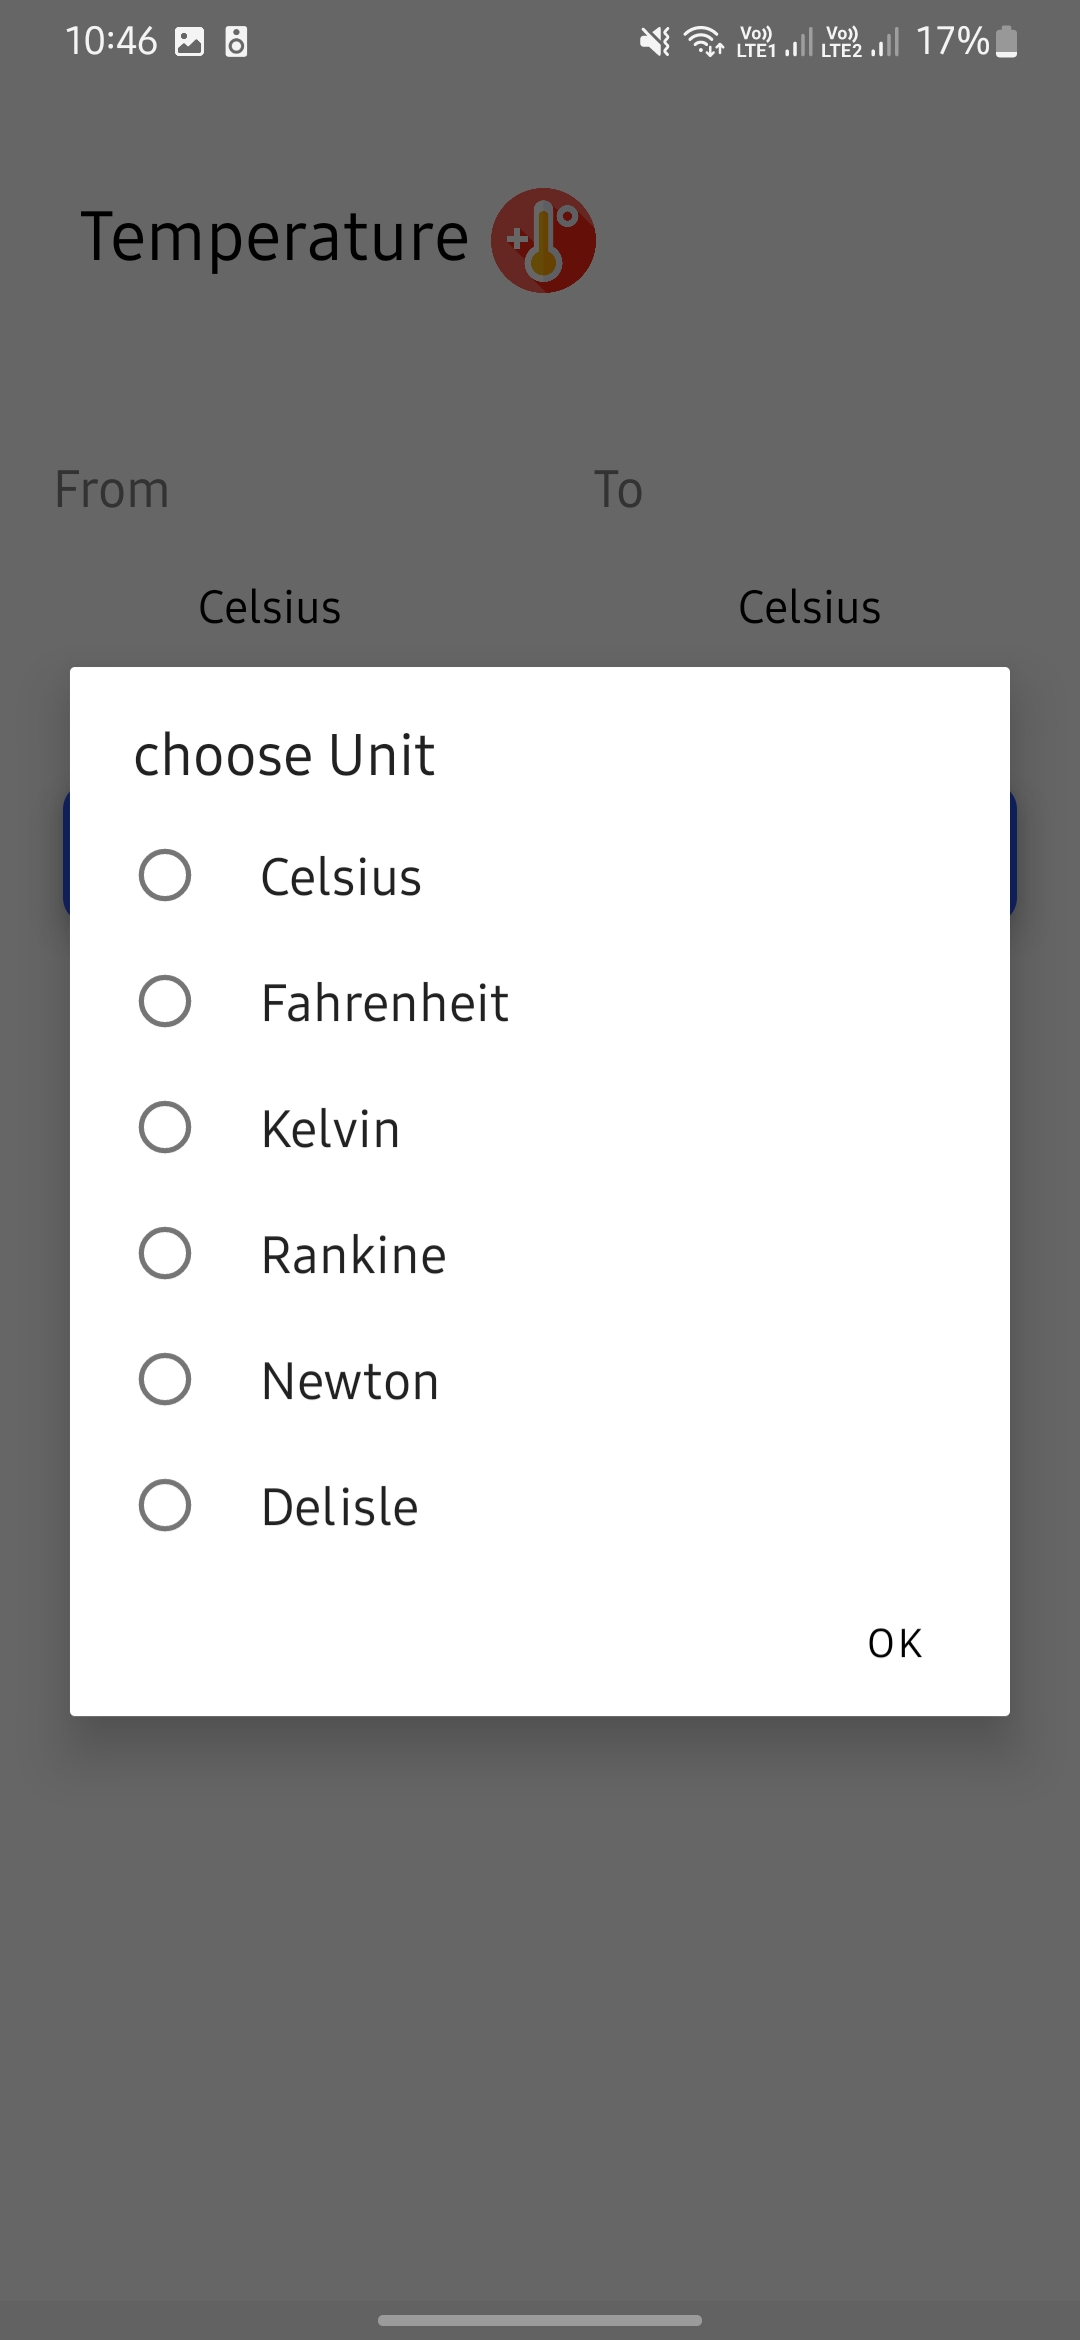 10:46 Vo)) LTE1 Vo)) LTE2 17%
Temperature
From To
Celsius Celsius
choose Unit
Celsius
Fahrenheit
Kelvin
Rankine
Newton
Delisle
OK